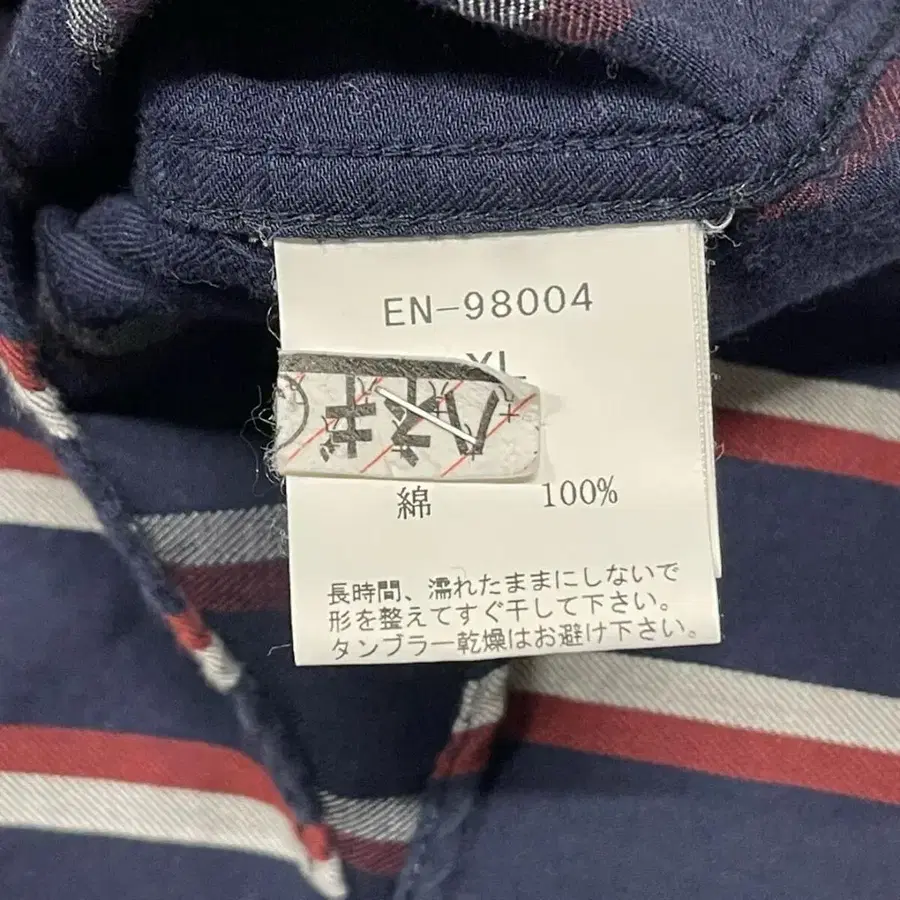 EN-98004
XL
綿 100%
長時間、濡れたままにしないで
形を整えてすぐ干して下さい。
タンブラー乾燥はお避け下さい。